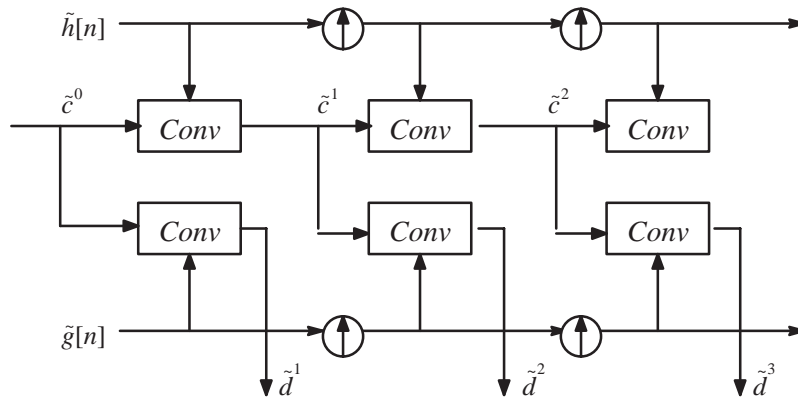 h̃[n]
c̃⁰ c̃¹ c̃²
Conv Conv Conv
Conv Conv Conv
g̃[n]
d̃¹ d̃² d̃³